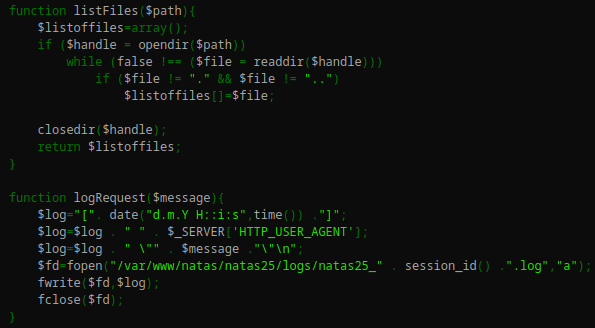 function listFiles($path){
    $listoffiles=array();
    if ($handle = opendir($path))
        while (false !== ($file = readdir($handle)))
            if ($file != "." && $file != "..")
                $listoffiles[]=$file;

    closedir($handle);
    return $listoffiles;
}

function logRequest($message){
    $log="[". date("d.m.Y H::i:s",time()) ."]";
    $log=$log . " " . $_SERVER['HTTP_USER_AGENT'];
    $log=$log . " \"" . $message ."\"\n";
    $fd=fopen("/var/www/natas/natas25/logs/natas25_" . session_id() .".log","a");
    fwrite($fd,$log);
    fclose($fd);
}